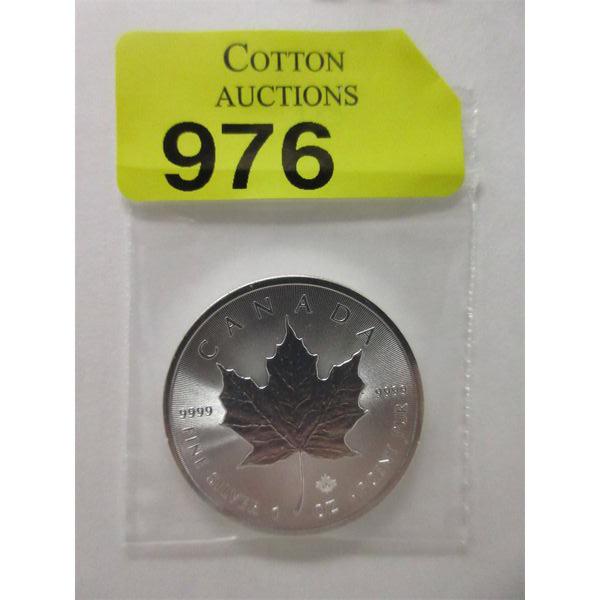 COTTON
AUCTIONS
976
CANADA
9999 9999
FINE SILVER 1 OZ ARGENT PUR